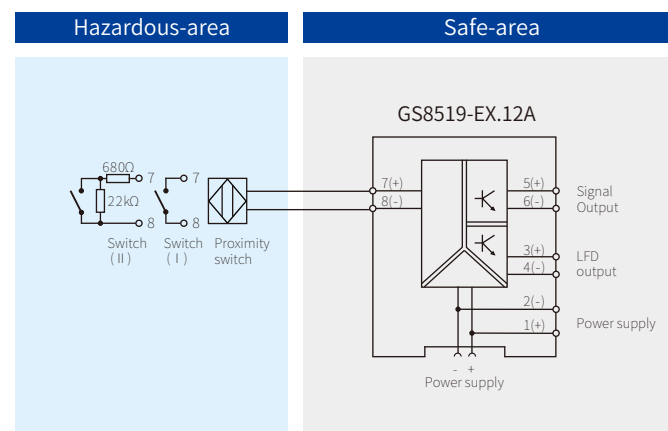 Hazardous-area
Safe-area
GS8519-EX.12A
680Ω
7
7
22kΩ
8
8
Switch
(Ⅱ)
Switch
(Ⅰ)
Proximity
switch
7(+)
8(-)
5(+)
6(-)
Signal
Output
3(+)
4(-)
LFD
output
2(-)
1(+)
Power supply
- +
Power supply